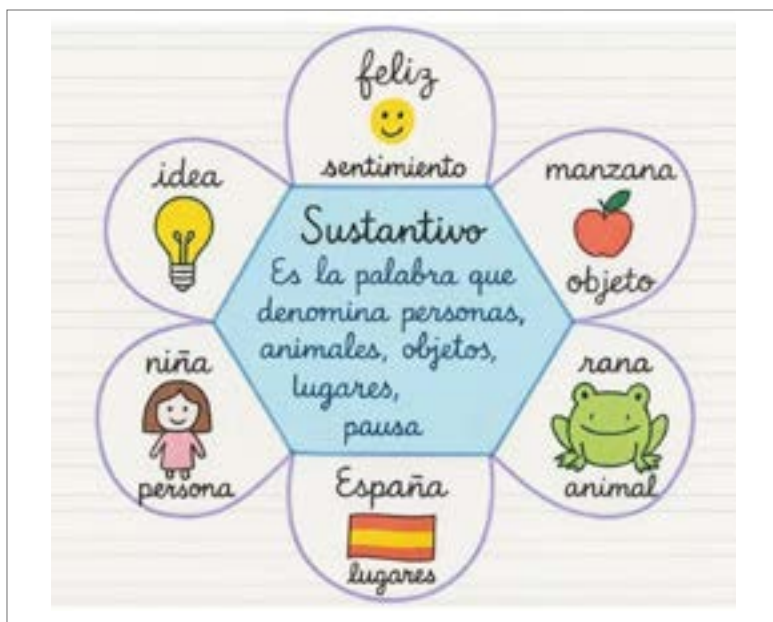 feliz
sentimiento
idea
manzana
objeto
Sustantivo
Es la palabra que
denomina personas,
animales, objetos,
lugares,
pausa
niña
persona
rana
animal
España
lugares